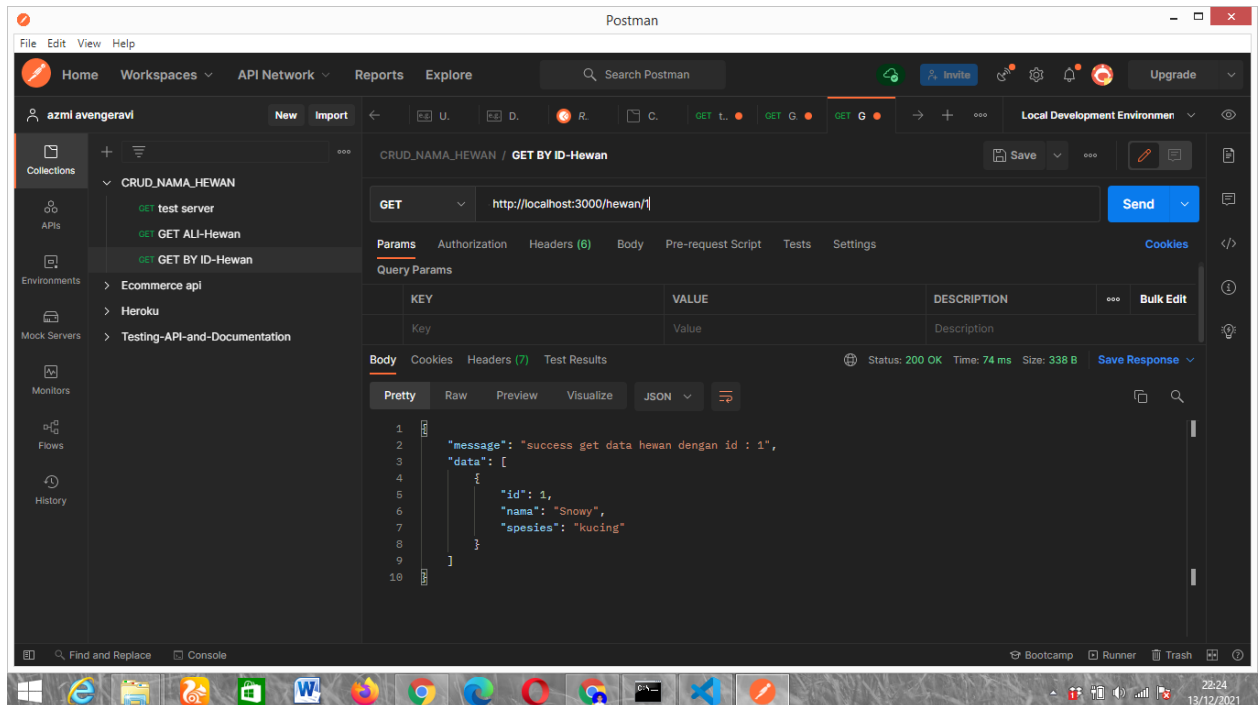 Postman
File Edit View Help
Home Workspaces API Network Reports Explore Search Postman Invite Upgrade
azmi avengeravi New Import U. D. R. C. GET t.. GET G. GET G Local Development Environmen
Collections
APIs
Environments
Mock Servers
Monitors
Flows
History
CRUD_NAMA_HEWAN
GET test server
GET GET ALl-Hewan
GET GET BY ID-Hewan
Ecommerce api
Heroku
Testing-API-and-Documentation
CRUD_NAMA_HEWAN / GET BY ID-Hewan Save
GET http://localhost:3000/hewan/1 Send
Params Authorization Headers (6) Body Pre-request Script Tests Settings Cookies
Query Params
KEY VALUE DESCRIPTION Bulk Edit
Key Value Description
Body Cookies Headers (7) Test Results Status: 200 OK Time: 74 ms Size: 338 B Save Response
Pretty Raw Preview Visualize JSON
1 {
2 "message": "success get data hewan dengan id : 1",
3 "data": [
4 {
5 "id": 1,
6 "nama": "Snowy",
7 "spesies": "kucing"
8 }
9 ]
10 }
Find and Replace Console Bootcamp Runner Trash
22:24
13/12/2021